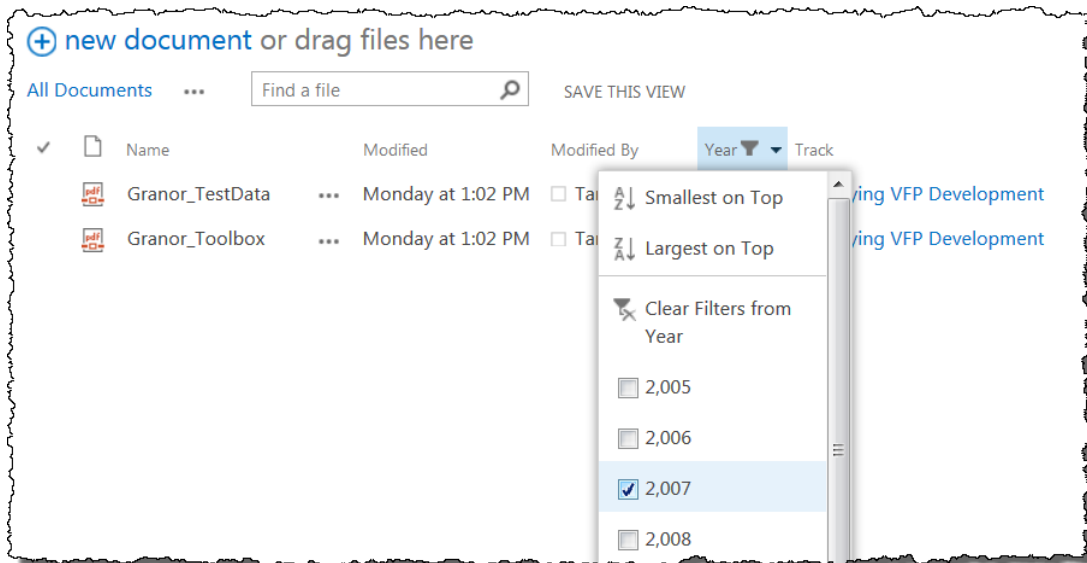 new document or drag files here
All Documents ... Find a file SAVE THIS VIEW
Name Modified Modified By Year Track
pdf Granor_TestData ... Monday at 1:02 PM ying VFP Development
pdf Granor_Toolbox ... Monday at 1:02 PM ying VFP Development
A Z Smallest on Top
Z A Largest on Top
Clear Filters from
Year
2,005
2,006
2,007
2,008